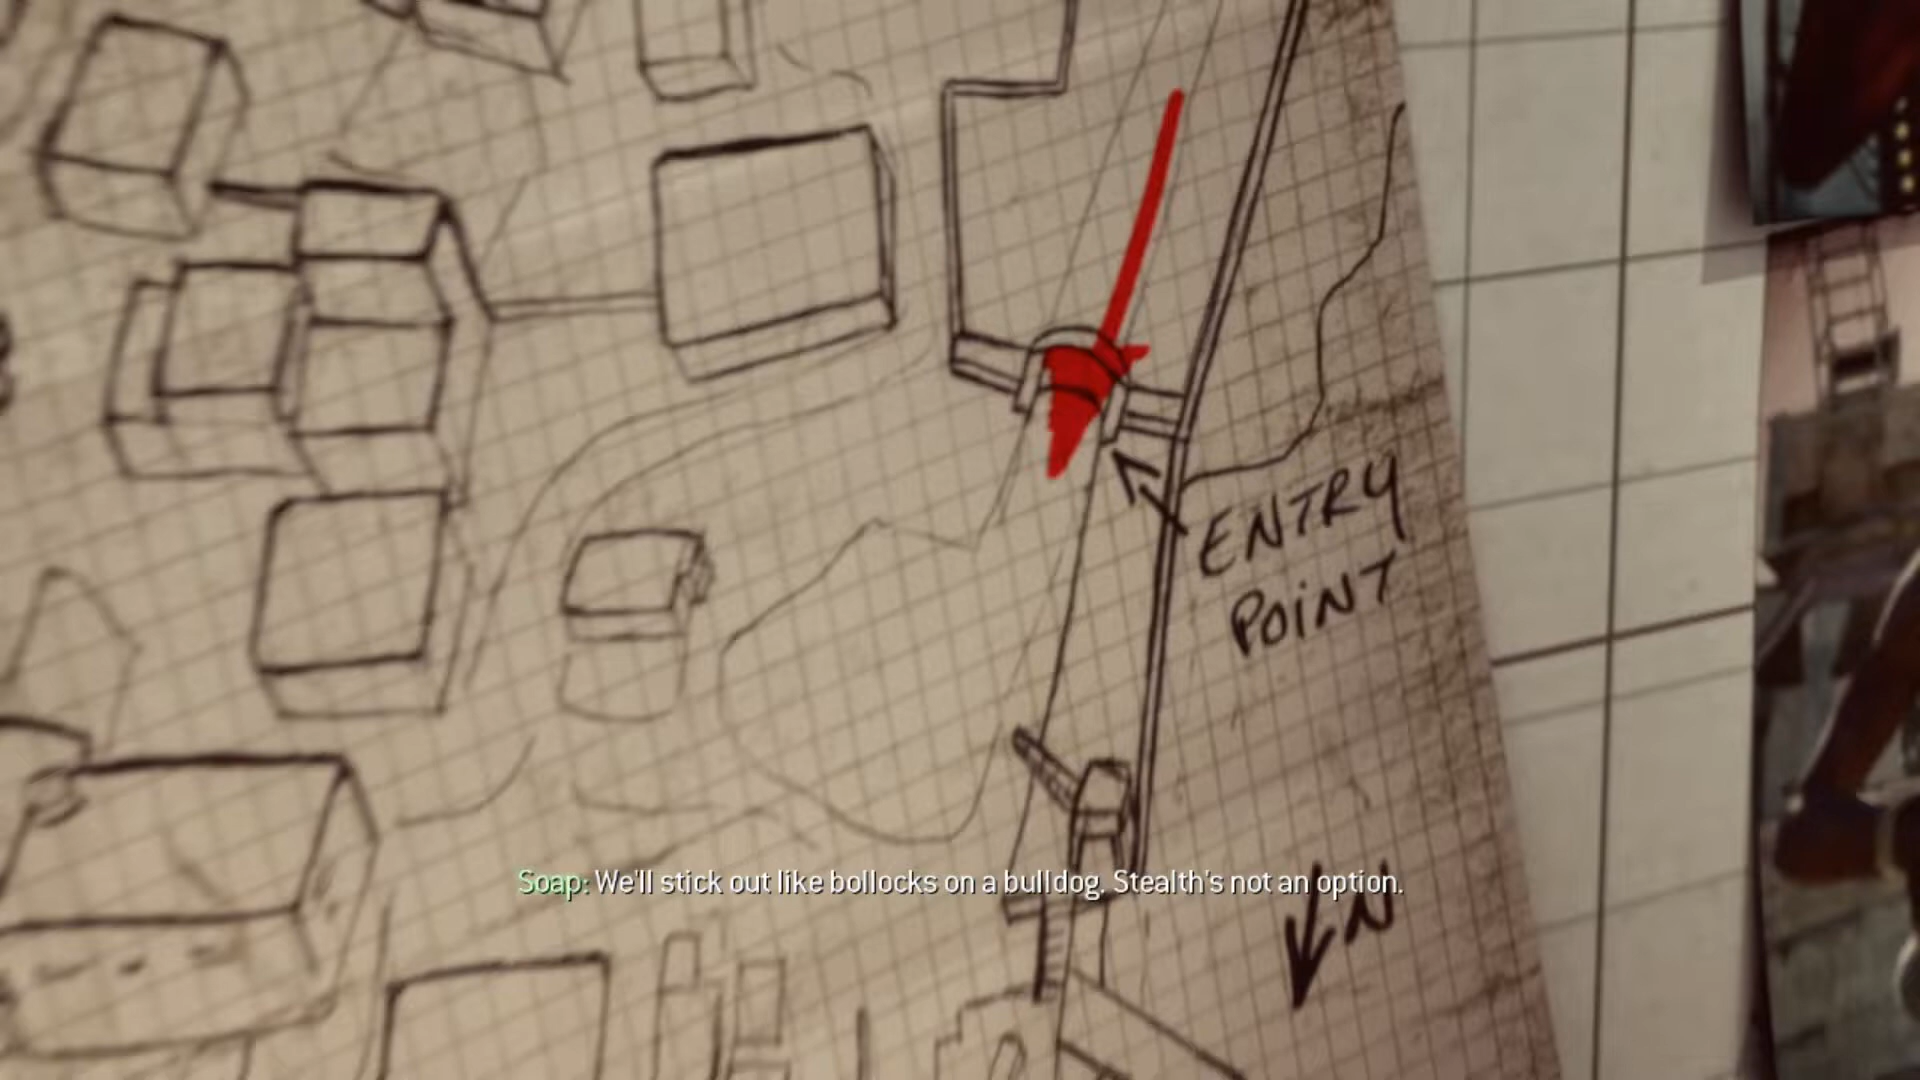 ENTRY
POiNT
Soap: We'll stick out like bollocks on a bulldog. Stealth's not an option.
N